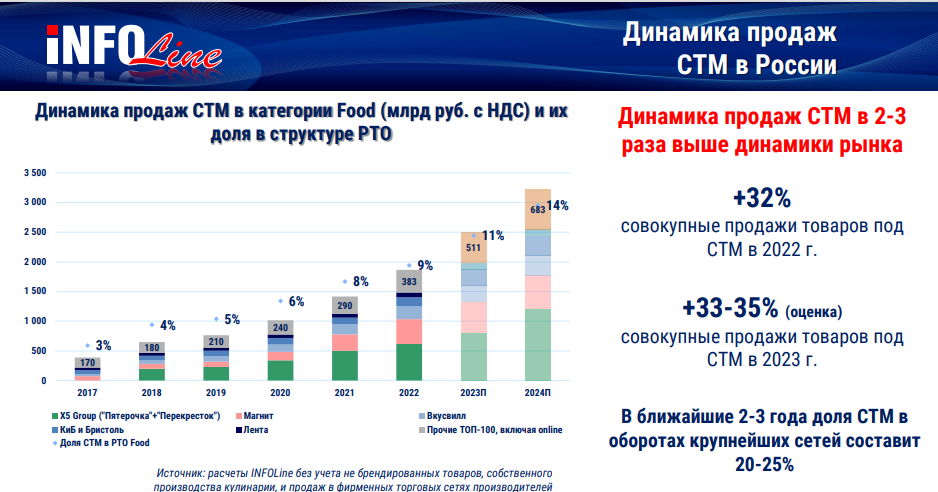 iNFOLine
Динамика продаж
СТМ в России
Динамика продаж СТМ в категории Food (млрд руб. с НДС) и их
доля в структуре РТО
3 500
3 000
2 500
2 000
1 500
1 000
500
0
170
180
210
240
290
383
511
683
3%
4%
5%
6%
8%
9%
11%
14%
2017
2018
2019
2020
2021
2022
2023П
2024П
X5 Group ("Пятерочка"+"Перекресток")
Магнит
Вкусвилл
КиБ и Бристоль
Лента
Прочие ТОП-100, включая online
Доля СТМ в РТО Food
Источник: расчеты INFOLine без учета не брендированных товаров, собственного
производства кулинарии, и продаж в фирменных торговых сетях производителей
Динамика продаж СТМ в 2-3
раза выше динамики рынка
+32%
совокупные продажи товаров под
СТМ в 2022 г.
+33-35% (оценка)
совокупные продажи товаров под
СТМ в 2023 г.
В ближайшие 2-3 года доля СТМ в
оборотах крупнейших сетей составит
20-25%